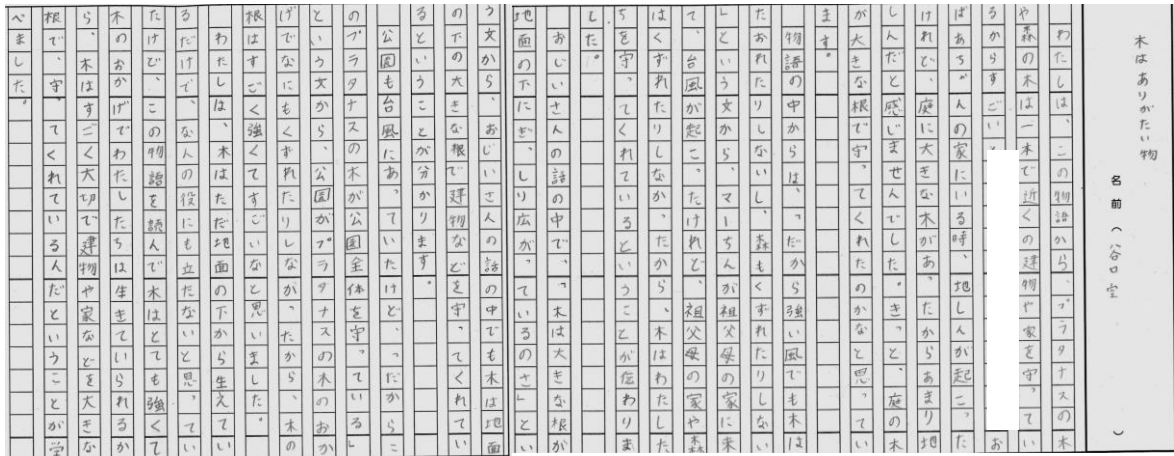 木はありがたい物
名前（谷口空）
わたしは、この物語から、プラタナスの木
や森の木は一本で近くの建物や家を守ってい
るからすごいと お
ばあちゃんの家にいる時、地しんが起こった
けれど、庭に大きな木があったからあまり地
しんだと感じませんでした。きっと、庭の木
が大きな根で守ってくれたのかなと思ってい
ます。
物語の中からは、「だから強い風でも木は
たおれたりしないし、森もくずれたりしない
」という文から、マーちんが祖父母の家に来
て、台風が起こったけれど、祖父母の家や森
はくずれたりしなかったから、木はわたした
ちを守ってくれているということが伝わりま
した。
おじいさんの話の中で、「木は大きな根が
地面の下にぎっしり広がっているのさ」とい
う文から、おじいさんの話の中でも木は地面
の下の大きな根で建物などを守ってくれてい
るということが分かります。
公園も台風にあっていたけど、「だからこ
のプラタナスの木が公園全体を守っている」
という文から、公園がプラタナスの木のおか
げでなにもくずれたりしながったから、木の
根はすごく強くてすごいなと思いました。
わたしは、木はただ地面の下から生えてい
るだけで、なんの役にも立たないと思ってい
たけど、この物語を読んで木はとても強くて
木のおかげでわたしたちは生きていられるか
ら、木はすごく大切で建物や家などを大きな
根で、守ってくれているんだということが学
べました。